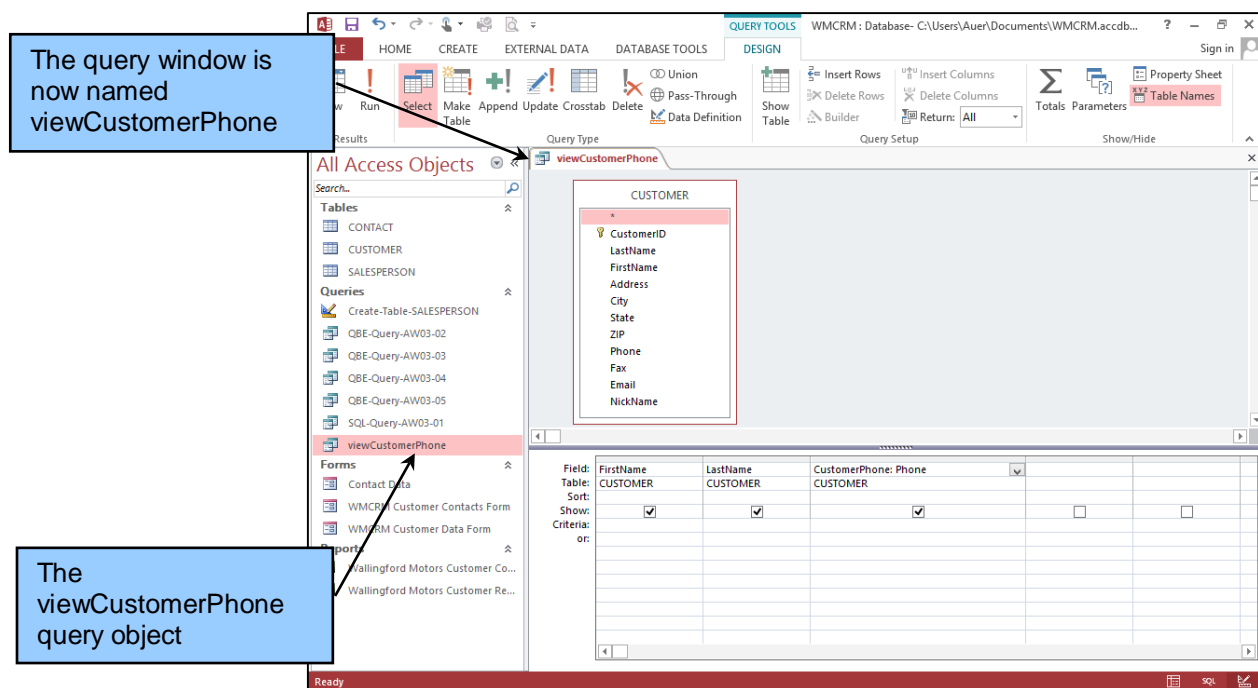 QUERY TOOLS
WMCRM : Database- C:\Users\Auer\Documents\WMCRM.accdb...
?
HOME CREATE EXTERNAL DATA DATABASE TOOLS DESIGN
Sign in
The query window is
now named
viewCustomerPhone
Run
Select
Make
Table
Append
Update
Crosstab
Delete
Union
Pass-Through
Data Definition
Show
Table
Insert Rows
Delete Rows
Builder
Insert Columns
Delete Columns
Return: All
Totals
Parameters
Property Sheet
Table Names
Results
Query Type
Query Setup
Show/Hide
All Access Objects
Search...
Tables
CONTACT
CUSTOMER
SALESPERSON
Queries
Create-Table-SALESPERSON
QBE-Query-AW03-02
QBE-Query-AW03-03
QBE-Query-AW03-04
QBE-Query-AW03-05
SQL-Query-AW03-01
viewCustomerPhone
Forms
Contact Data
WMCRM Customer Contacts Form
WMCRM Customer Data Form
Reports
Wallingford Motors Customer Co...
Wallingford Motors Customer Re...
The
viewCustomerPhone
query object
viewCustomerPhone
CUSTOMER
*
CustomerID
LastName
FirstName
Address
City
State
ZIP
Phone
Fax
Email
NickName
Field: FirstName LastName CustomerPhone: Phone
Table: CUSTOMER CUSTOMER CUSTOMER
Sort:
Show:
Criteria:
or:
Ready
SQL